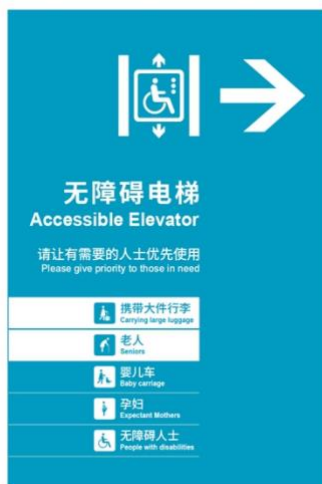 无障碍电梯
Accessible Elevator
请让有需要的人士优先使用
Please give priority to those in need
携带大件行李
Carrying large luggage
老人
Seniors
婴儿车
Baby carriage
孕妇
Expectant Mothers
无障碍人士
People with disabilities